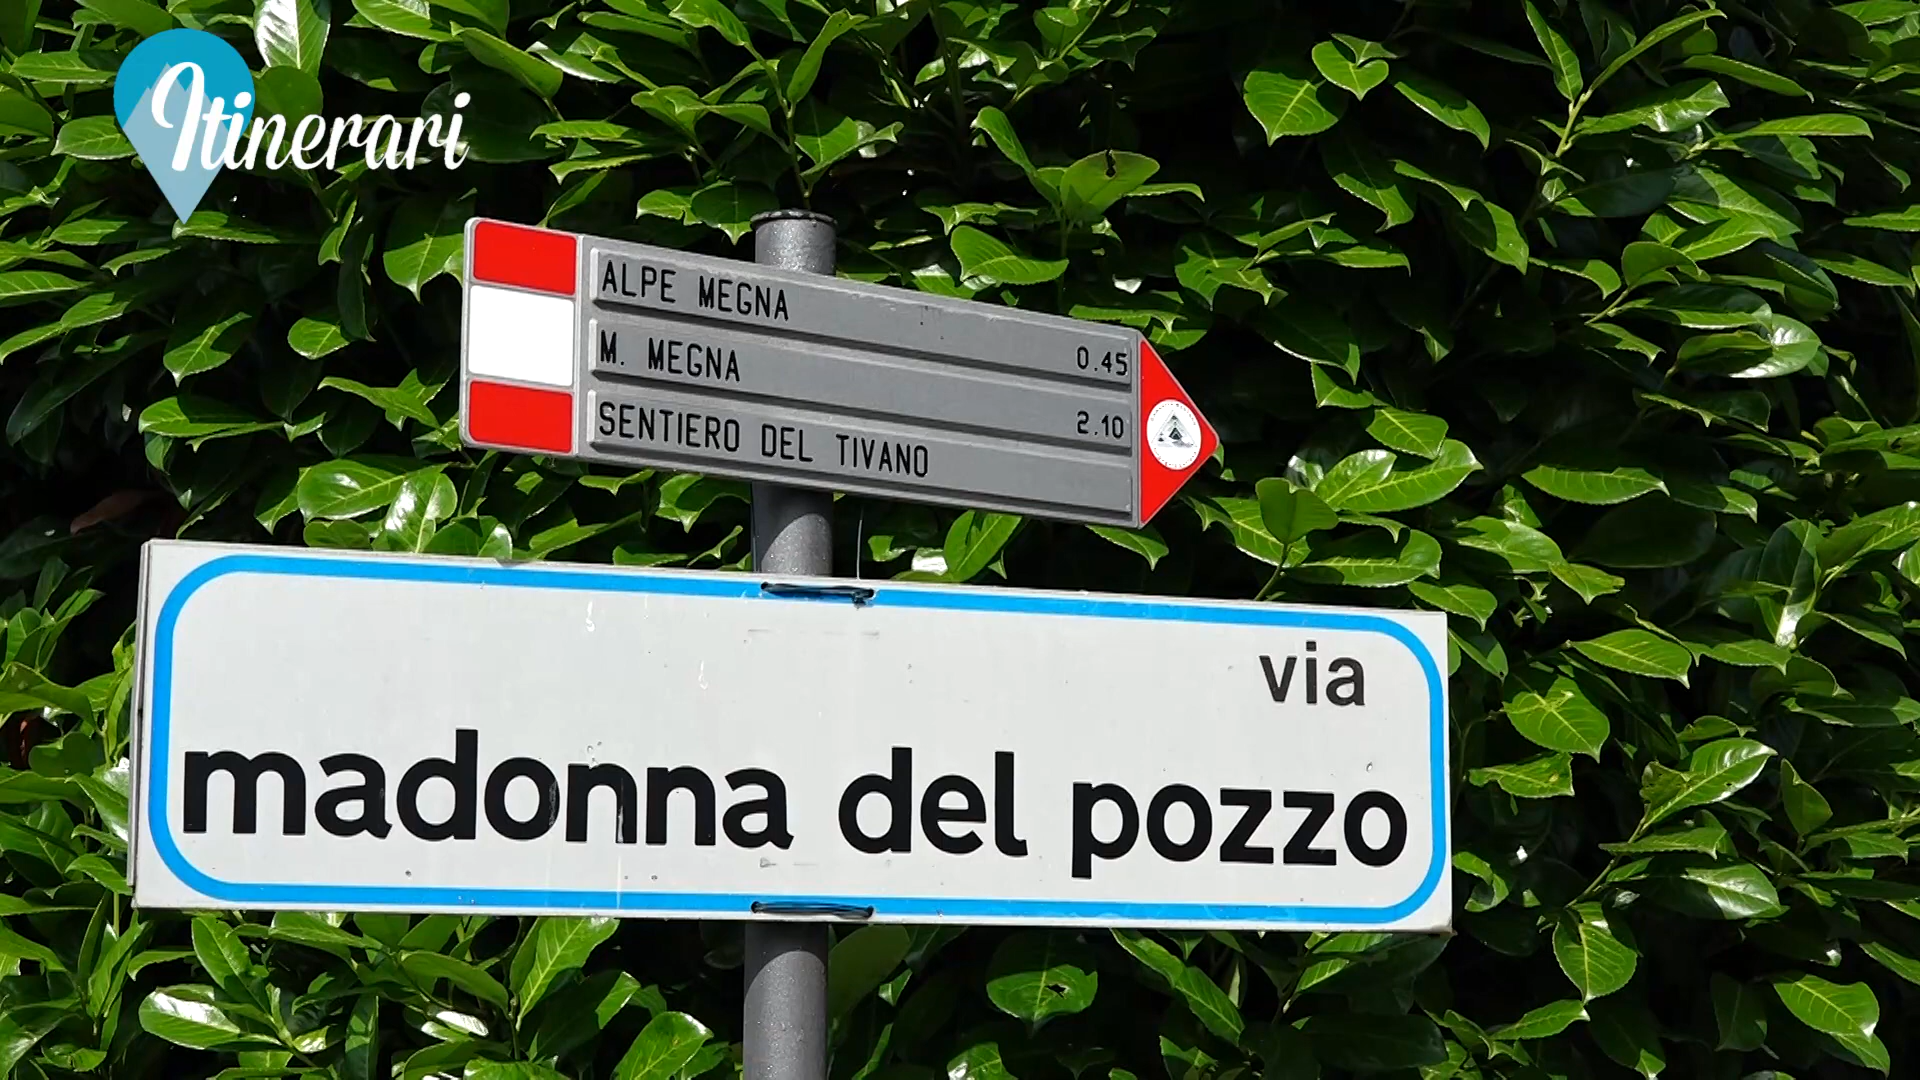 Itinerari
ALPE MEGNA 0.45
M. MEGNA 2.10
SENTIERO DEL TIVANO
via
madonna del pozzo